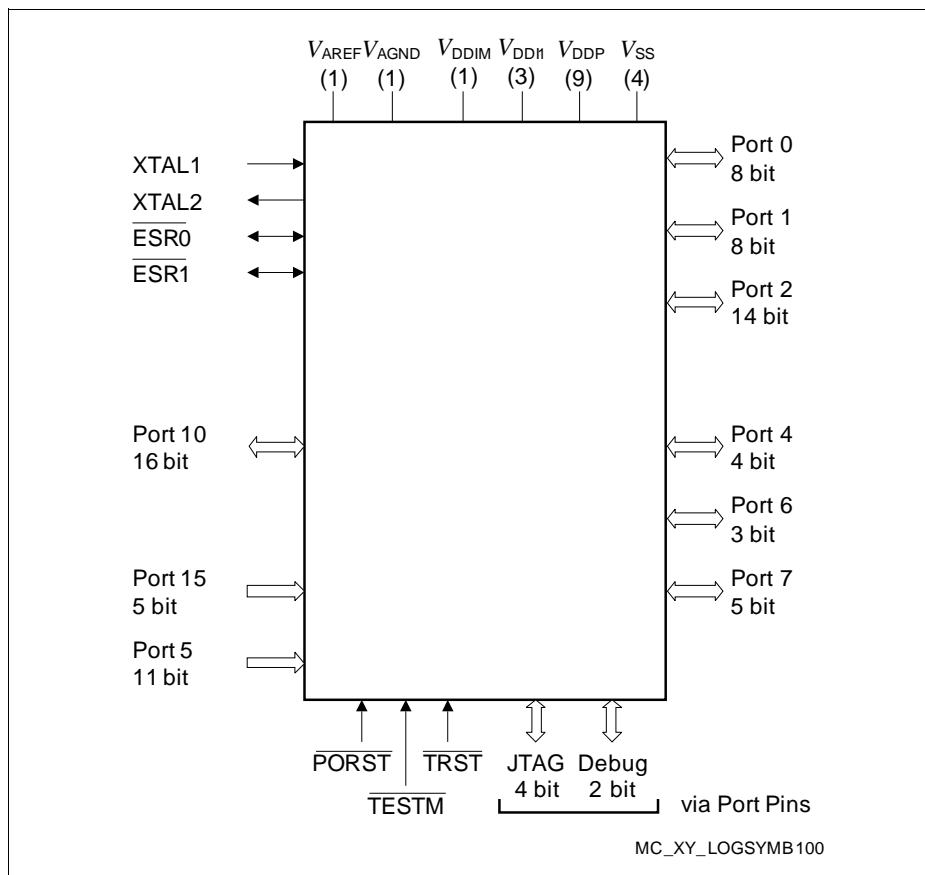 VAREF VAGND VDDIM VDDI1 VDDP VSS
(1) (1) (1) (3) (9) (4)
XTAL1
XTAL2
ESR0
ESR1
Port 10
16 bit
Port 15
5 bit
Port 5
11 bit
Port 0
8 bit
Port 1
8 bit
Port 2
14 bit
Port 4
4 bit
Port 6
3 bit
Port 7
5 bit
PORST TRST JTAG Debug
4 bit 2 bit
TESTM via Port Pins
MC_XY_LOGSYMB100